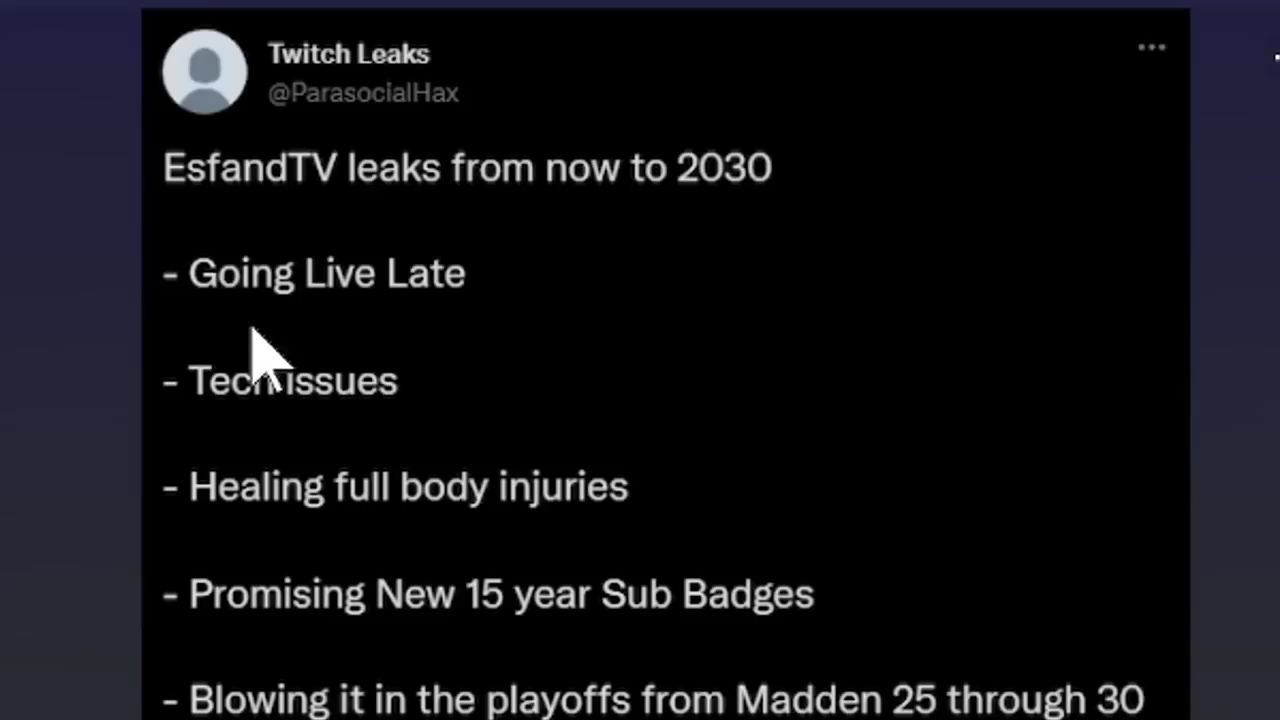 Twitch Leaks
@ParasocialHax
EsfandTV leaks from now to 2030
- Going Live Late
- Tech issues
- Healing full body injuries
- Promising New 15 year Sub Badges
- Blowing it in the playoffs from Madden 25 through 30